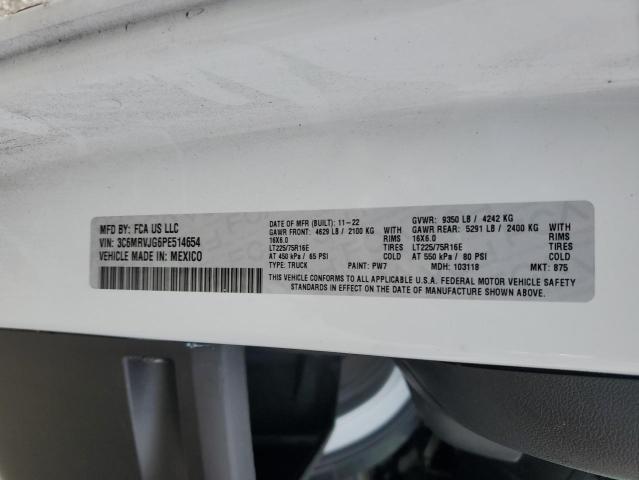 MFD BY: FCA US LLC
VIN: 3C6MRVJG6PE514654
VEHICLE MADE IN: MEXICO
DATE OF MFR (BUILT): 11-22
GVWR: 9350 LB / 4242 KG
GAWR FRONT: 4629 LB / 2100 KG WITH
16X6.0 RIMS
LT225/75R16E TIRES
AT 450 kPa / 65 PSI COLD
GAWR REAR: 5291 LB / 2400 KG WITH
16X6.0 RIMS
LT225/75R16E TIRES
AT 550 kPa / 80 PSI COLD
TYPE: TRUCK PAINT: PW7 MDH: 103118 MKT: 875
THIS VEHICLE CONFORMS TO ALL APPLICABLE U.S.A. FEDERAL MOTOR VEHICLE SAFETY
STANDARDS IN EFFECT ON THE DATE OF MANUFACTURE SHOWN ABOVE.